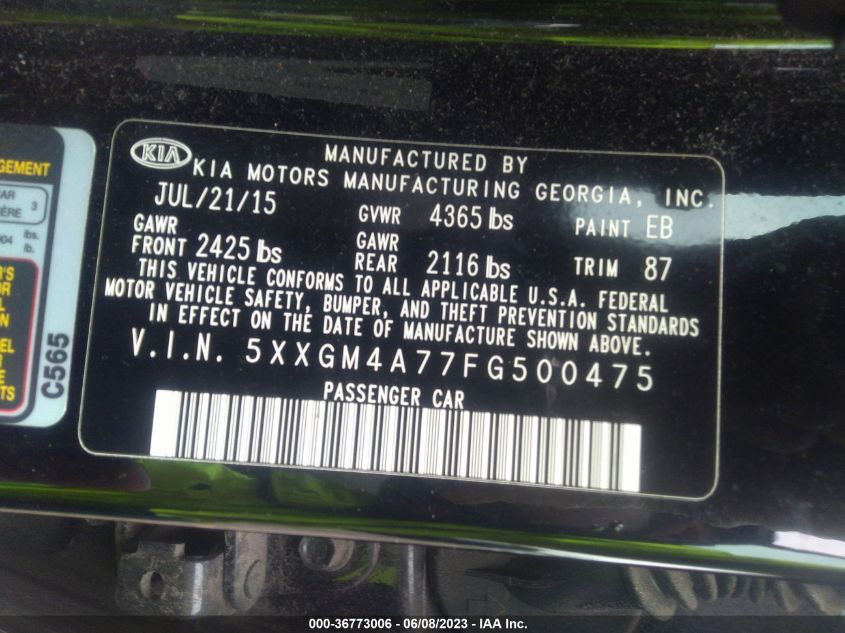 MANUFACTURED BY
KIA KIA MOTORS MANUFACTURING GEORGIA, INC.
JUL/21/15 GVWR 4365 lbs PAINT EB
GAWR FRONT 2425 lbs GAWR REAR 2116 lbs TRIM 87
THIS VEHICLE CONFORMS TO ALL APPLICABLE U.S.A. FEDERAL
MOTOR VEHICLE SAFETY, BUMPER, AND THEFT PREVENTION STANDARDS
IN EFFECT ON THE DATE OF MANUFACTURE SHOWN ABOVE.
V.I.N. 5XXGM4A77FG500475
PASSENGER CAR
C565
3
lbs.
lb.
000-36773006 - 06/08/2023 - IAA Inc.